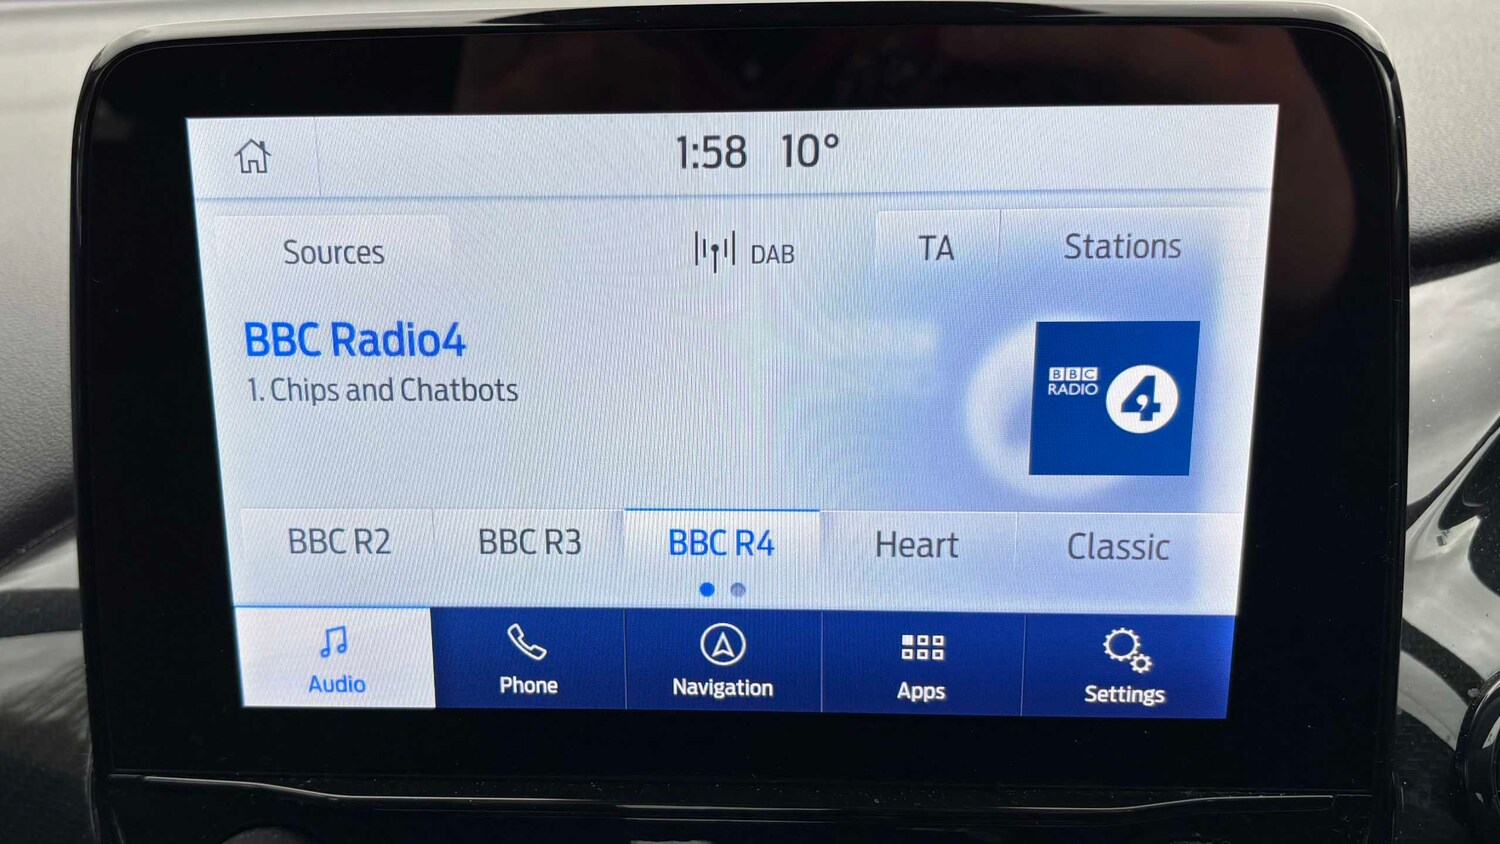 1:58 10°
Sources
DAB
TA
Stations
BBC Radio4
1. Chips and Chatbots
BBC
RADIO
4
BBC R2
BBC R3
BBC R4
Heart
Classic
Audio
Phone
Navigation
Apps
Settings